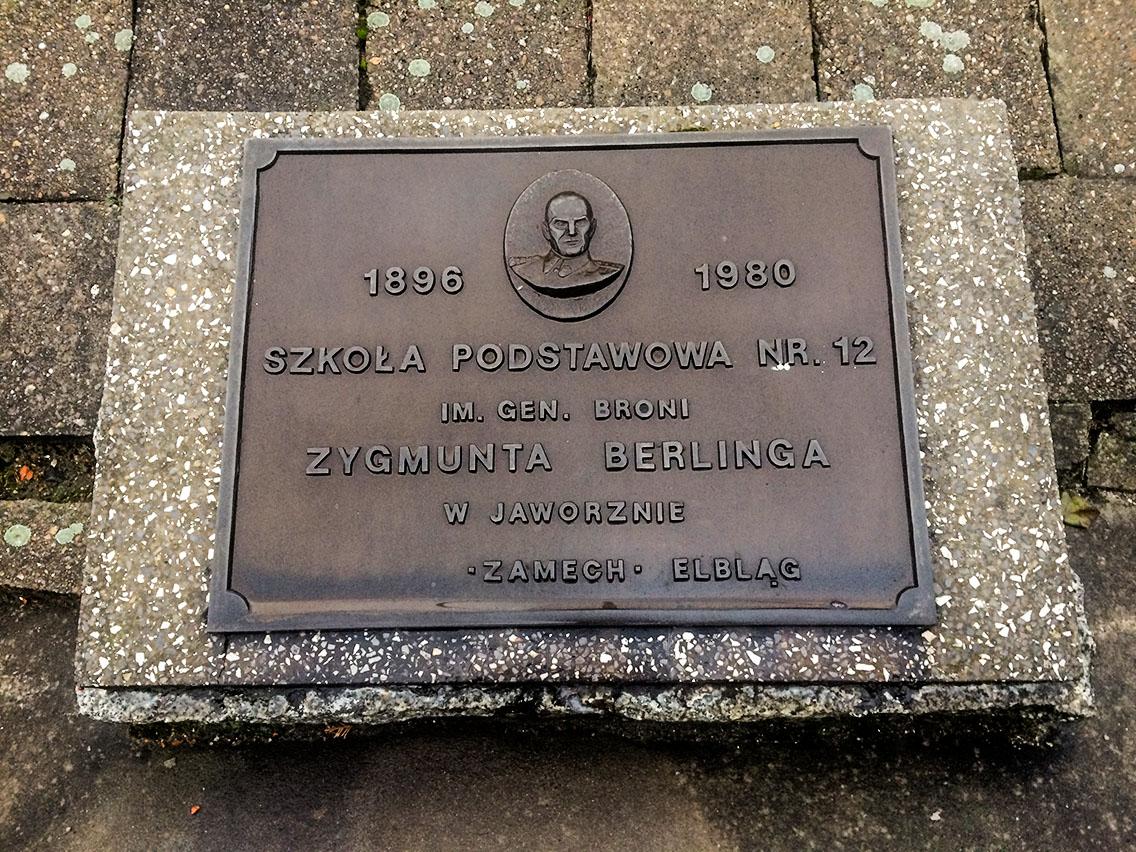 1896 1980
SZKOŁA PODSTAWOWA NR. 12
IM. GEN. BRONI
ZYGMUNTA BERLINGA
W JAWORZNIE
·ZAMECH· ELBLĄG